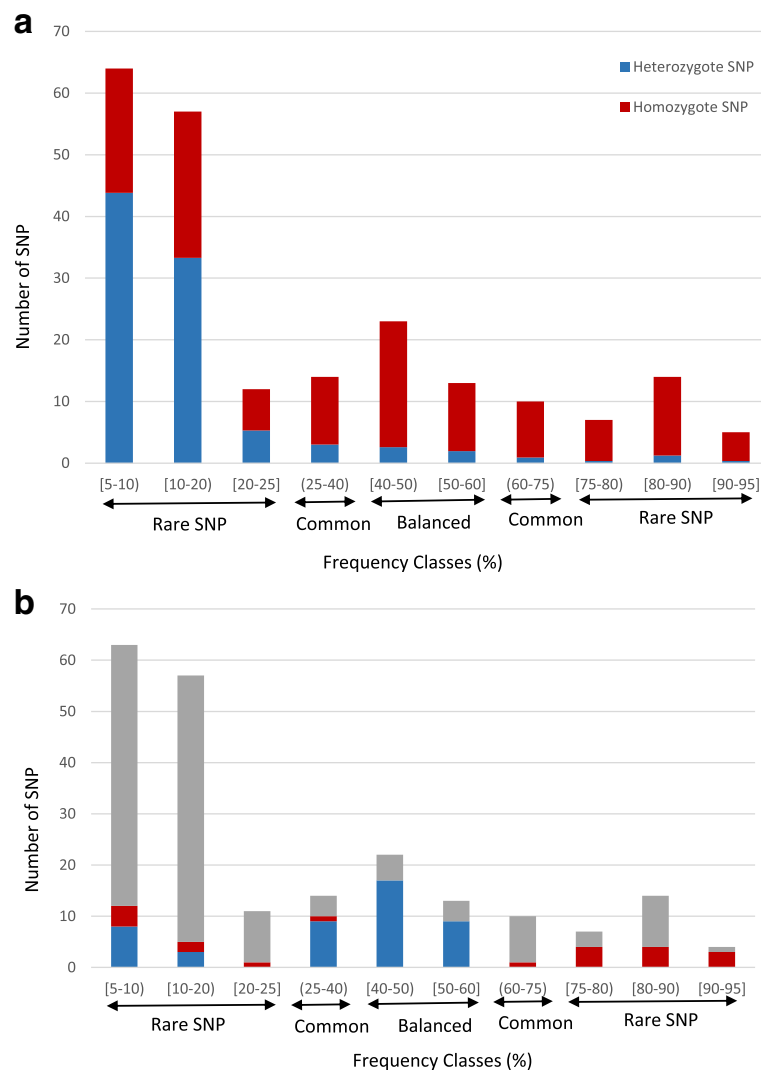 a
70
60
50
40
30
20
10
0
Number of SNP
Heterozygote SNP
Homozygote SNP
[5-10) [10-20) [20-25] (25-40) [40-50) [50-60] (60-75) [75-80) [80-90) [90-95]
Rare SNP Common Balanced Common Rare SNP
Frequency Classes (%)
b
70
60
50
40
30
20
10
0
Number of SNP
[5-10) [10-20) [20-25] (25-40) [40-50) [50-60] (60-75) [75-80) [80-90) [90-95]
Rare SNP Common Balanced Common Rare SNP
Frequency Classes (%)